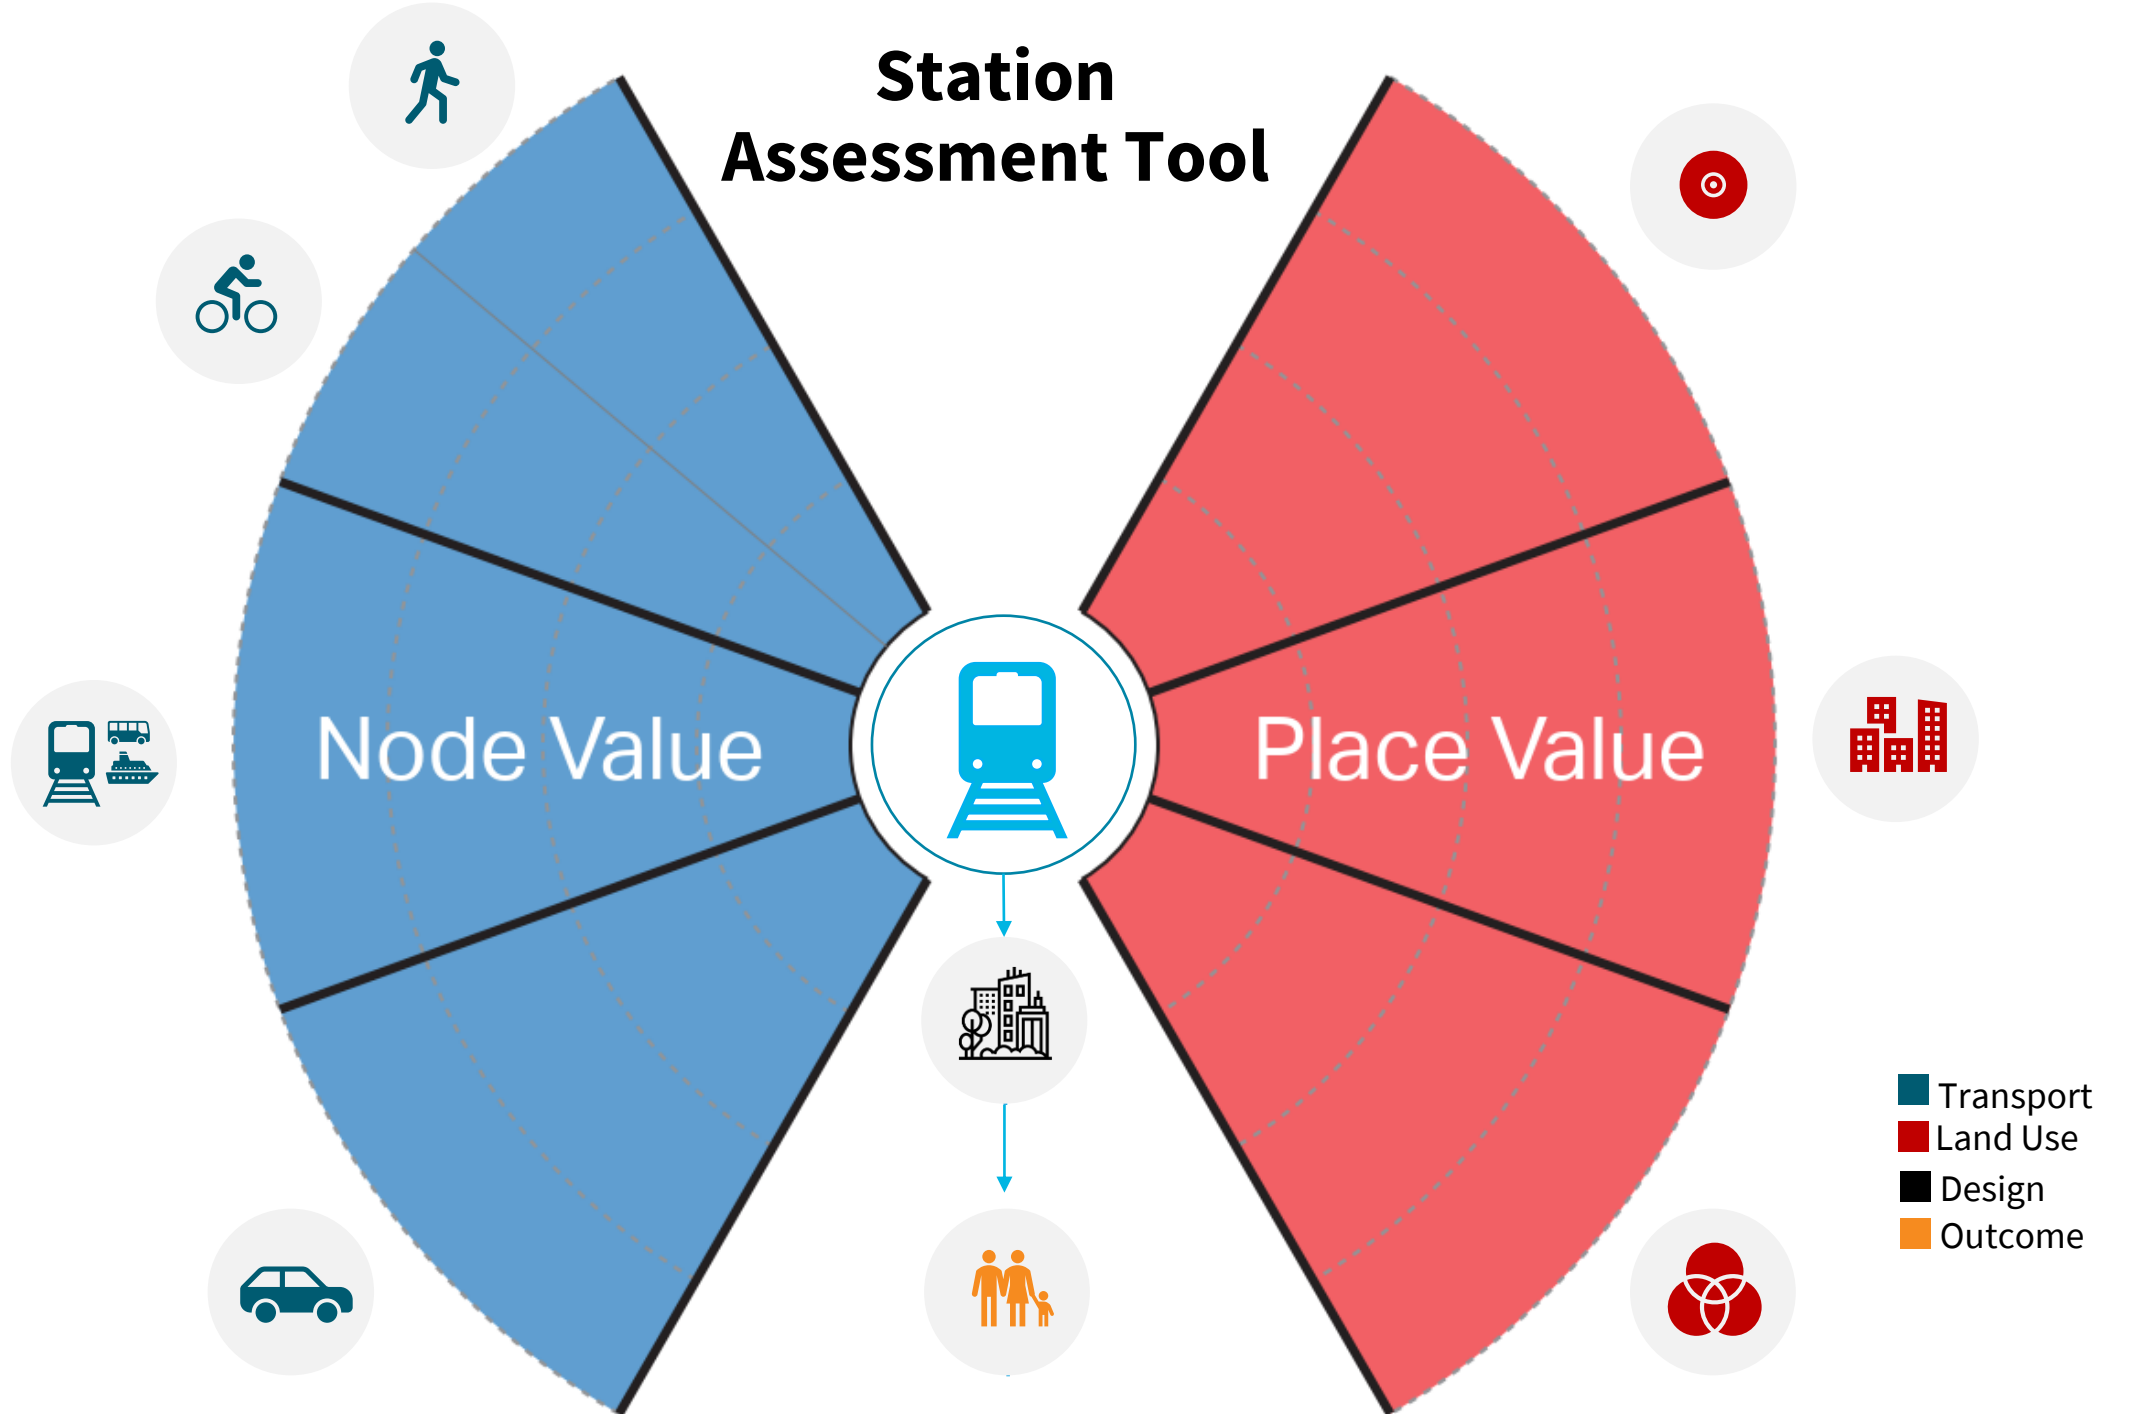 Station
Assessment Tool
Node Value
Place Value
Transport
Land Use
Design
Outcome